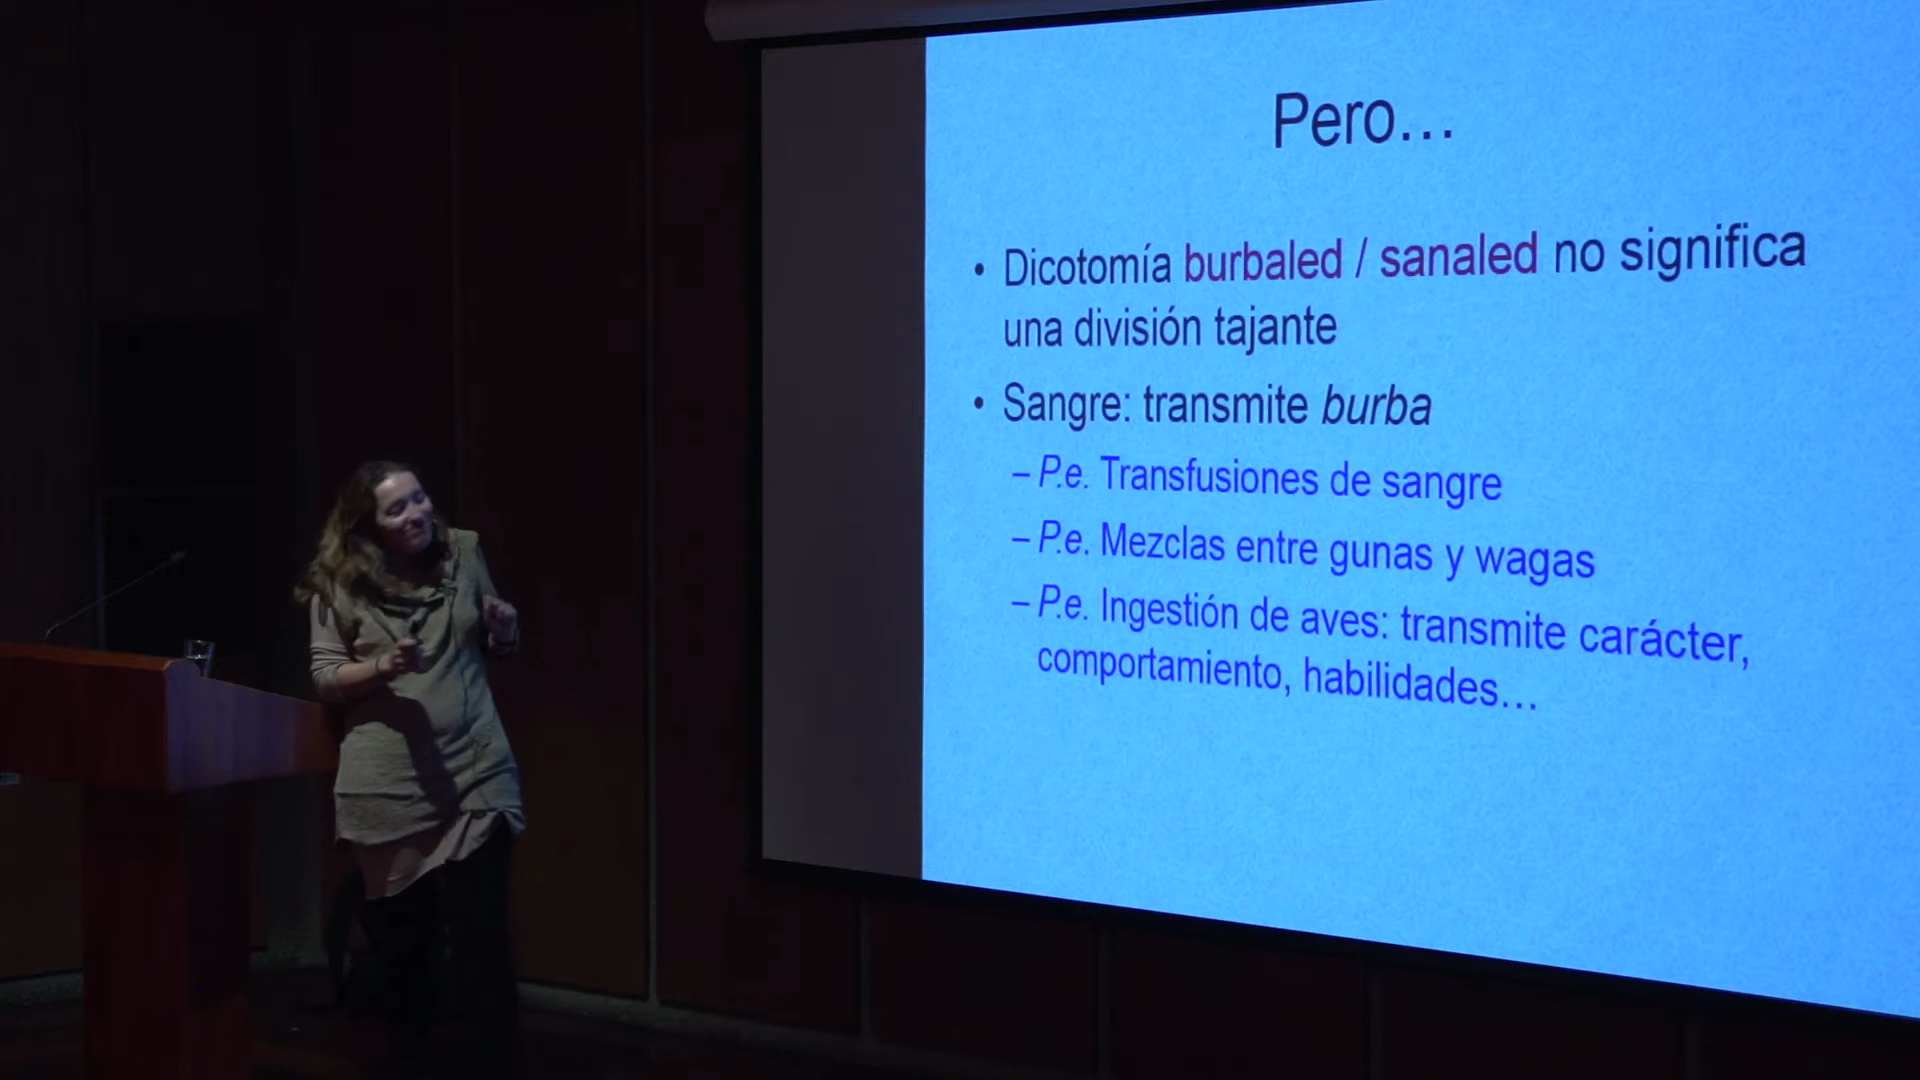 Pero...
• Dicotomía burbaled / sanaled no significa
una división tajante
• Sangre: transmite burba
– P.e. Transfusiones de sangre
– P.e. Mezclas entre gunas y wagas
– P.e. Ingestión de aves: transmite carácter,
comportamiento, habilidades...